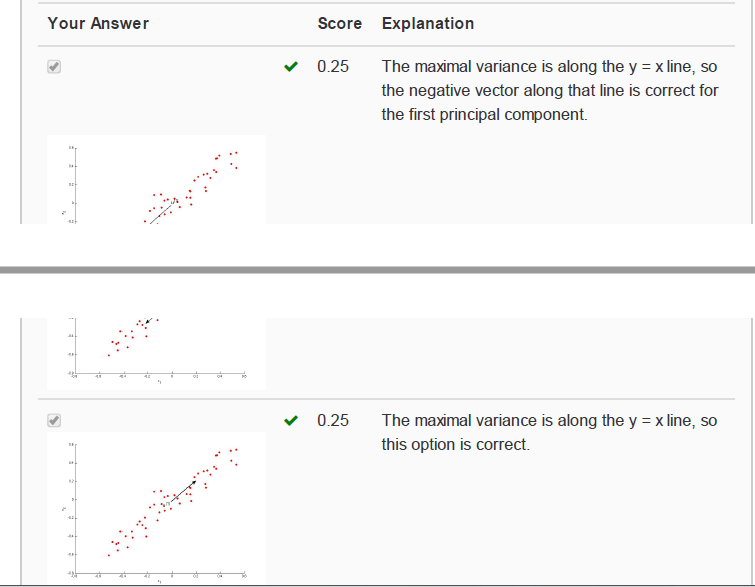 Your Answer Score Explanation
0.25 The maximal variance is along the y = x line, so
the negative vector along that line is correct for
the first principal component.
0.25 The maximal variance is along the y = x line, so
this option is correct.